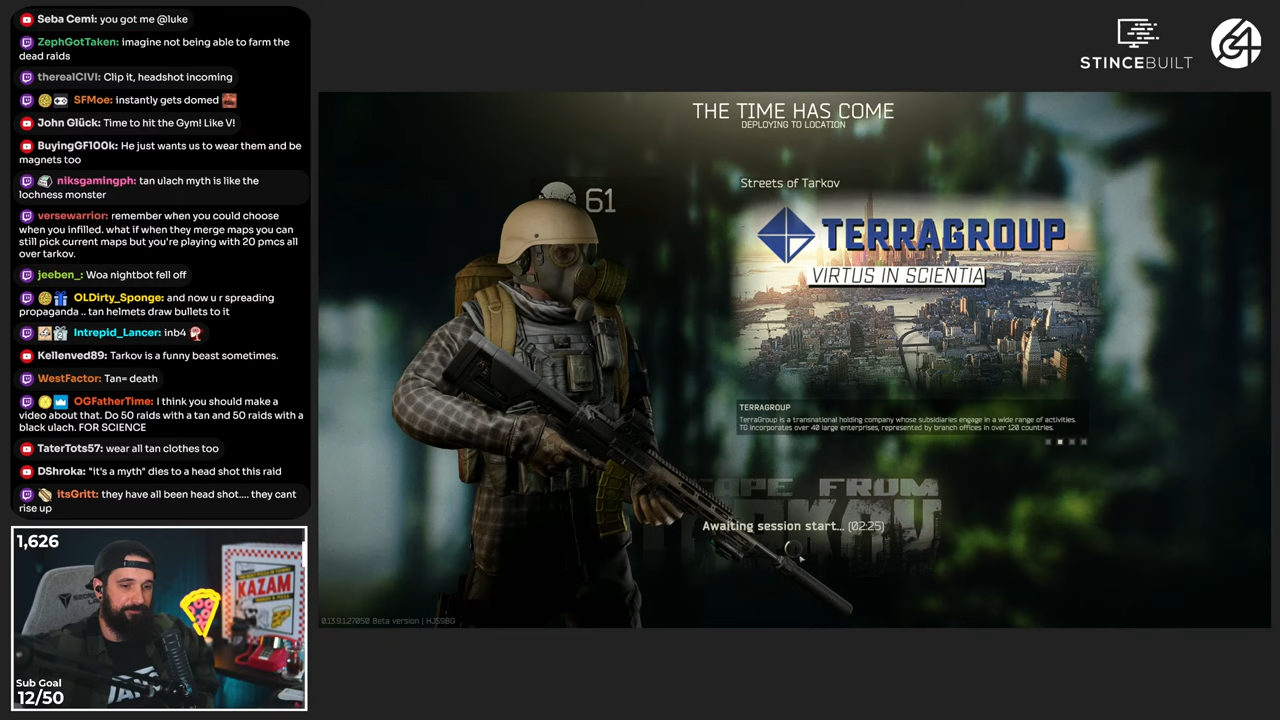 Seba Cemi: you got me @luke
ZephGotTaken: imagine not being able to farm the
dead raids
therealCIVI: Clip it, headshot incoming
SFMoe: instantly gets domed
John Glück: Time to hit the Gym! Like V!
BuyingGF100k: He just wants us to wear them and be
magnets too
niksgamingph: tan ulach myth is like the
lochness monster
versewarrior: remember when you could choose
when you infilled. what if when they merge maps you can
still pick current maps but you're playing with 20 pmcs all
over tarkov.
jeeben_: Woa nightbot fell off
OLDirty_Sponge: and now u r spreading
propaganda .. tan helmets draw bullets to it
Intrepid_Lancer: inb4
Kellenved89: Tarkov is a funny beast sometimes.
WestFactor: Tan= death
OGFatherTime: I think you should make a
video about that. Do 50 raids with a tan and 50 raids with a
black ulach. FOR SCIENCE
TaterTots57: wear all tan clothes too
DShroka: "it's a myth" dies to a head shot this raid
itsGritt: they have all been head shot.... they cant
rise up
1,626
KAZAM
Sub Goal
12/50
STINCEBUILT
THE TIME HAS COME
DEPLOYING TO LOCATION
61
Streets of Tarkov
TERRAGROUP
VIRTUS IN SCIENTIA
TERRAGROUP
TerraGroup is a transnational holding company whose subsidiaries engage in a wide range of activities.
TG incorporates over 40 large enterprises, represented by branch offices in over 120 countries.
Awaiting session start... (02:25)